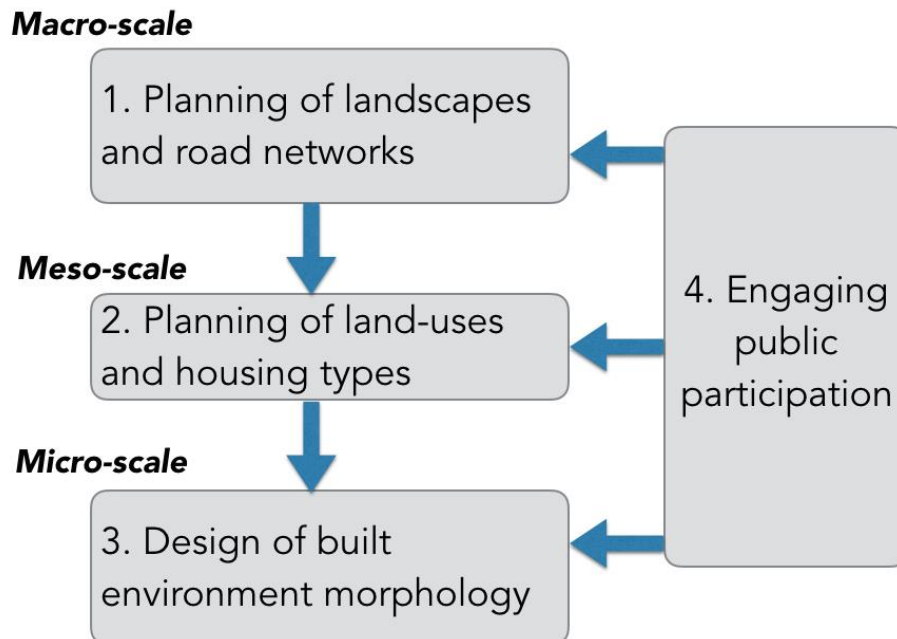 Macro-scale
1. Planning of landscapes
and road networks
Meso-scale
2. Planning of land-uses
and housing types
Micro-scale
3. Design of built
environment morphology
4. Engaging
public
participation